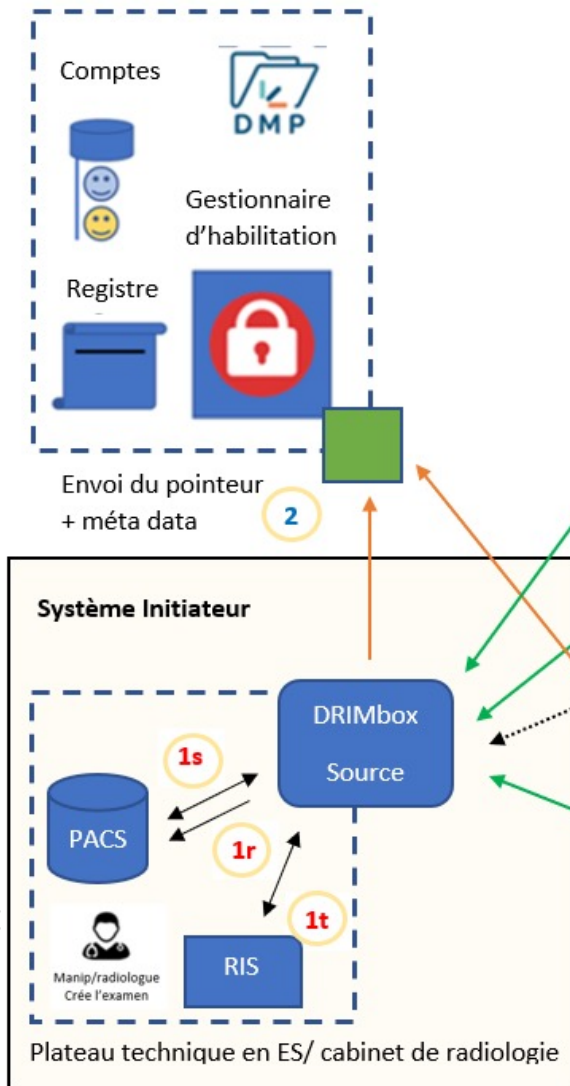 Comptes
DMP
Gestionnaire
d'habilitation
Registre
Envoi du pointeur
+ méta data
2
Système Initiateur
DRIMbox
Source
1s
PACS
1r
1t
RIS
Manip/radiologue
Crée l'examen
Plateau technique en ES/ cabinet de radiologie